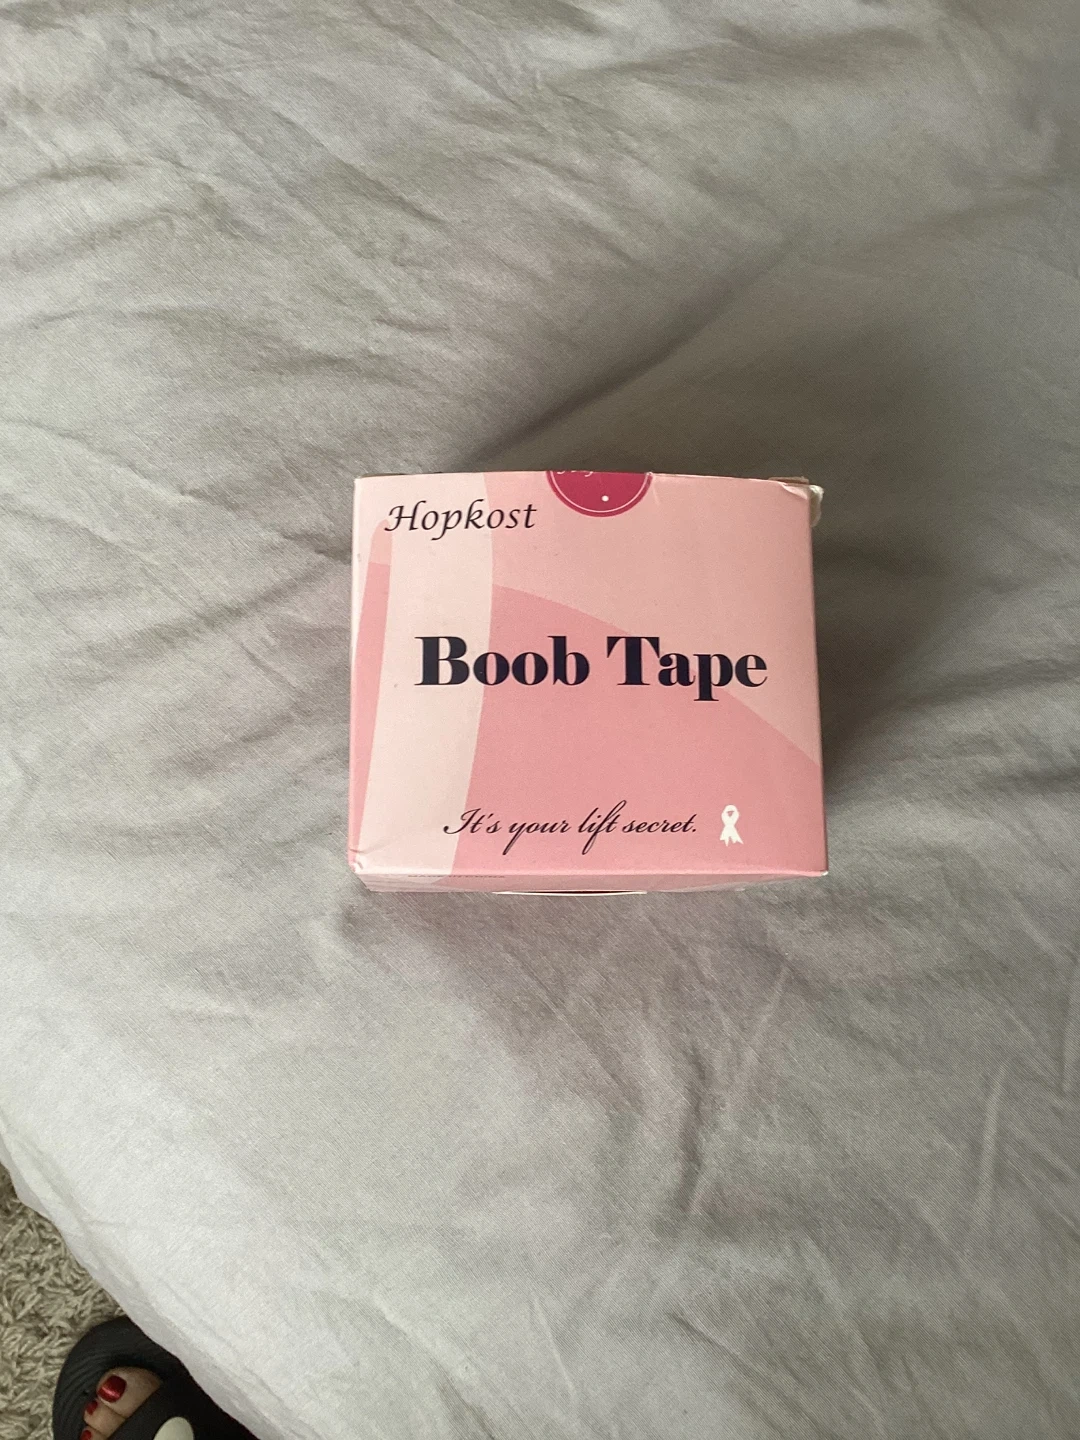 Hopkost
Boob Tape
It's your lift secret.